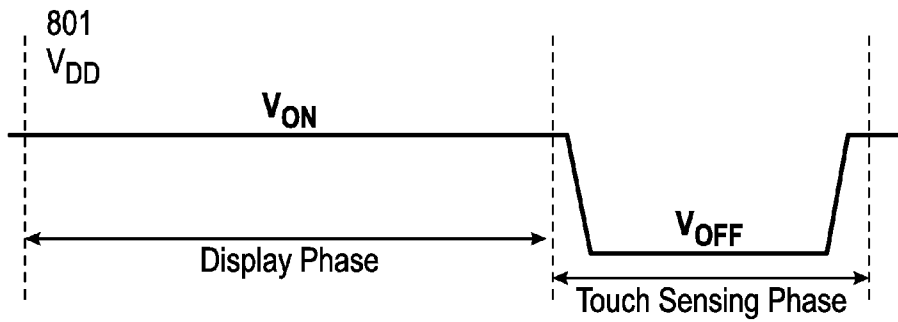 801
VDD
VON
VOFF
Display Phase
Touch Sensing Phase